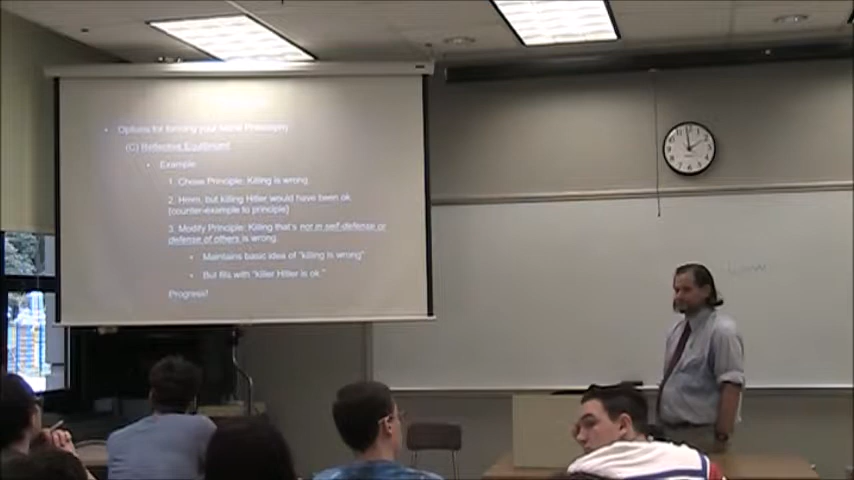 • Options for forming your Moral Philosophy
(C) Reflective Equilibrium!
• Example:
1. Chose Principle: Killing is wrong.
2. Hmm, but killing Hitler would have been ok.
[counter-example to principle]
3. Modify Principle: Killing that's not in self-defense or
defense of others is wrong.
• Maintains basic idea of "killing is wrong"
• But fits with "killer Hitler is ok."
Progress!